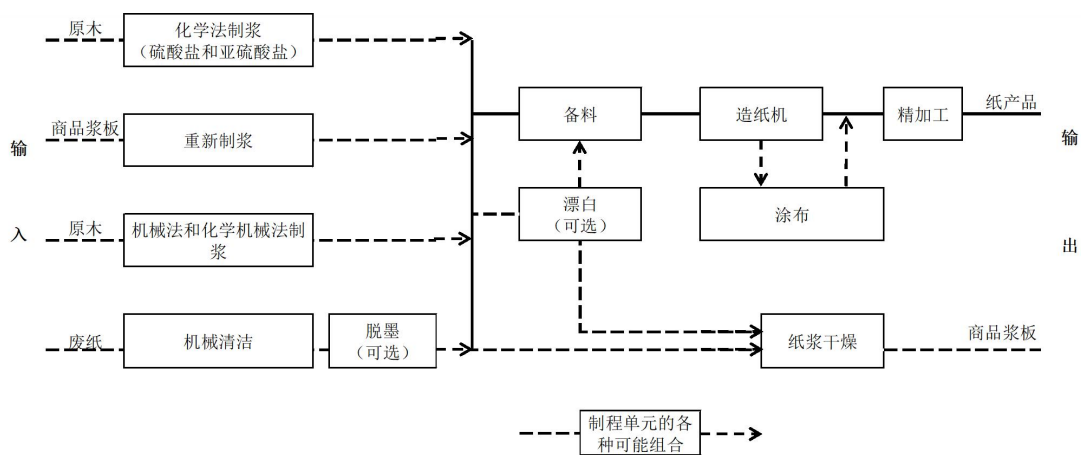 原木
化学法制浆
（硫酸盐和亚硫酸盐）
商品浆板
重新制浆
备料
造纸机
精加工
纸产品
输
入
输
出
漂白
（可选）
涂布
原木
机械法和化学机械法制
浆
废纸
机械清洁
脱墨
（可选）
纸浆干燥
商品浆板
制程单元的各
种可能组合